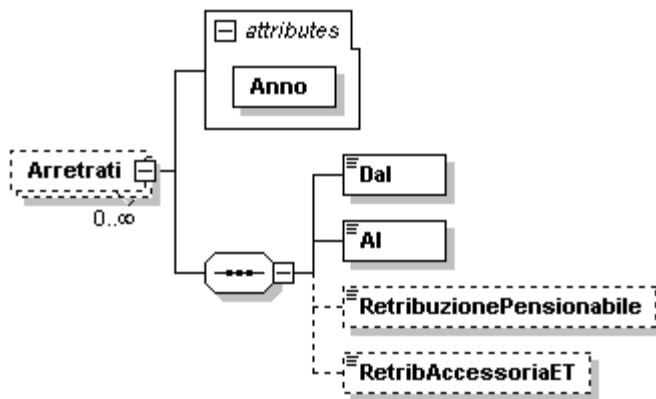 attributes
Anno
Arretrati
0..∞
Dal
Al
RetribuzionePensionabile
RetribAccessoriaET